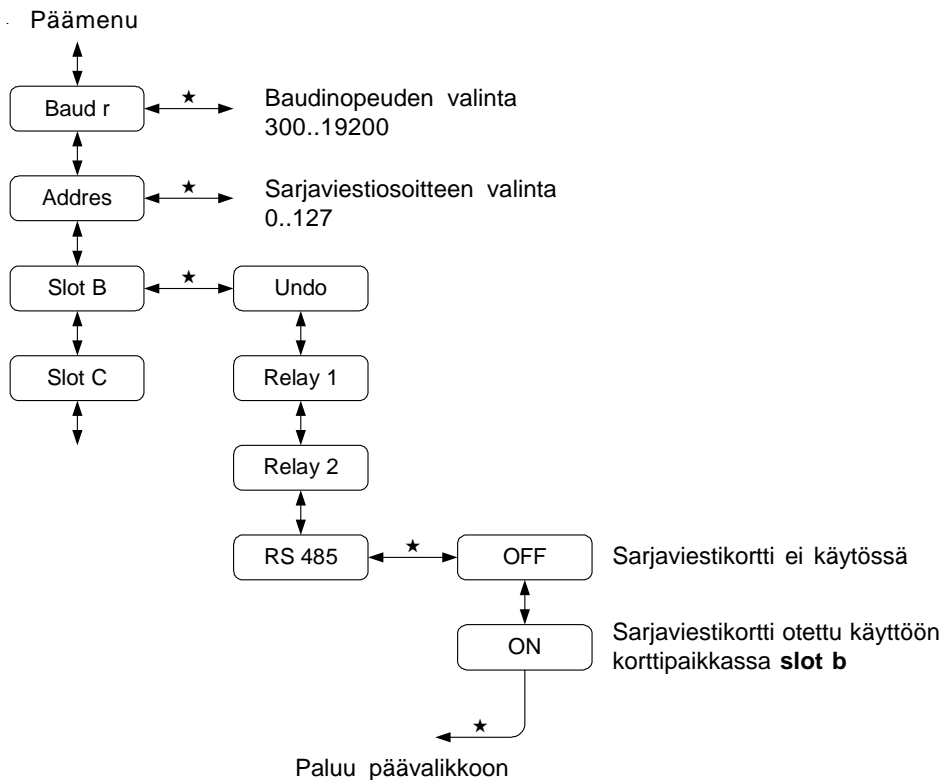 Päämenu
Baud r
Baudinopeuden valinta
300..19200
Addres
Sarjaviestiosoitteen valinta
0..127
Slot B
Undo
Slot C
Relay 1
Relay 2
RS 485
OFF
Sarjaviestikortti ei käytössä
ON
Sarjaviestikortti otettu käyttöön
korttipaikkassa slot b
Paluu päävalikkoon